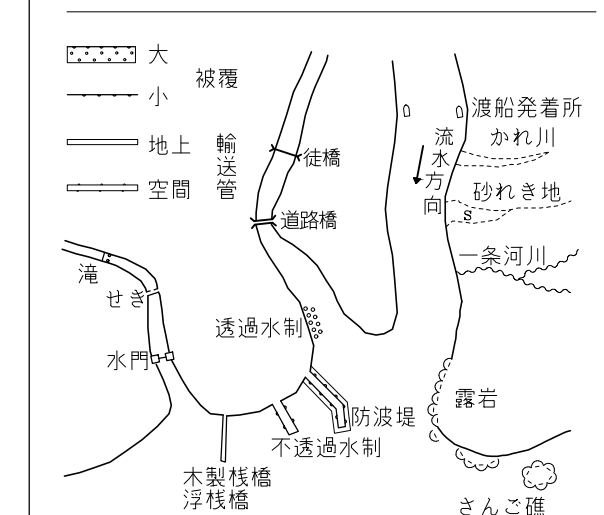 大
被覆
小
地上
輸送管
空間
渡船発着所
流水方向
かれ川
徒橋
砂れき地
s
道路橋
一条河川
滝
せき
透過水制
水門
露岩
防波堤
不透過水制
木製桟橋
浮桟橋
さんご礁